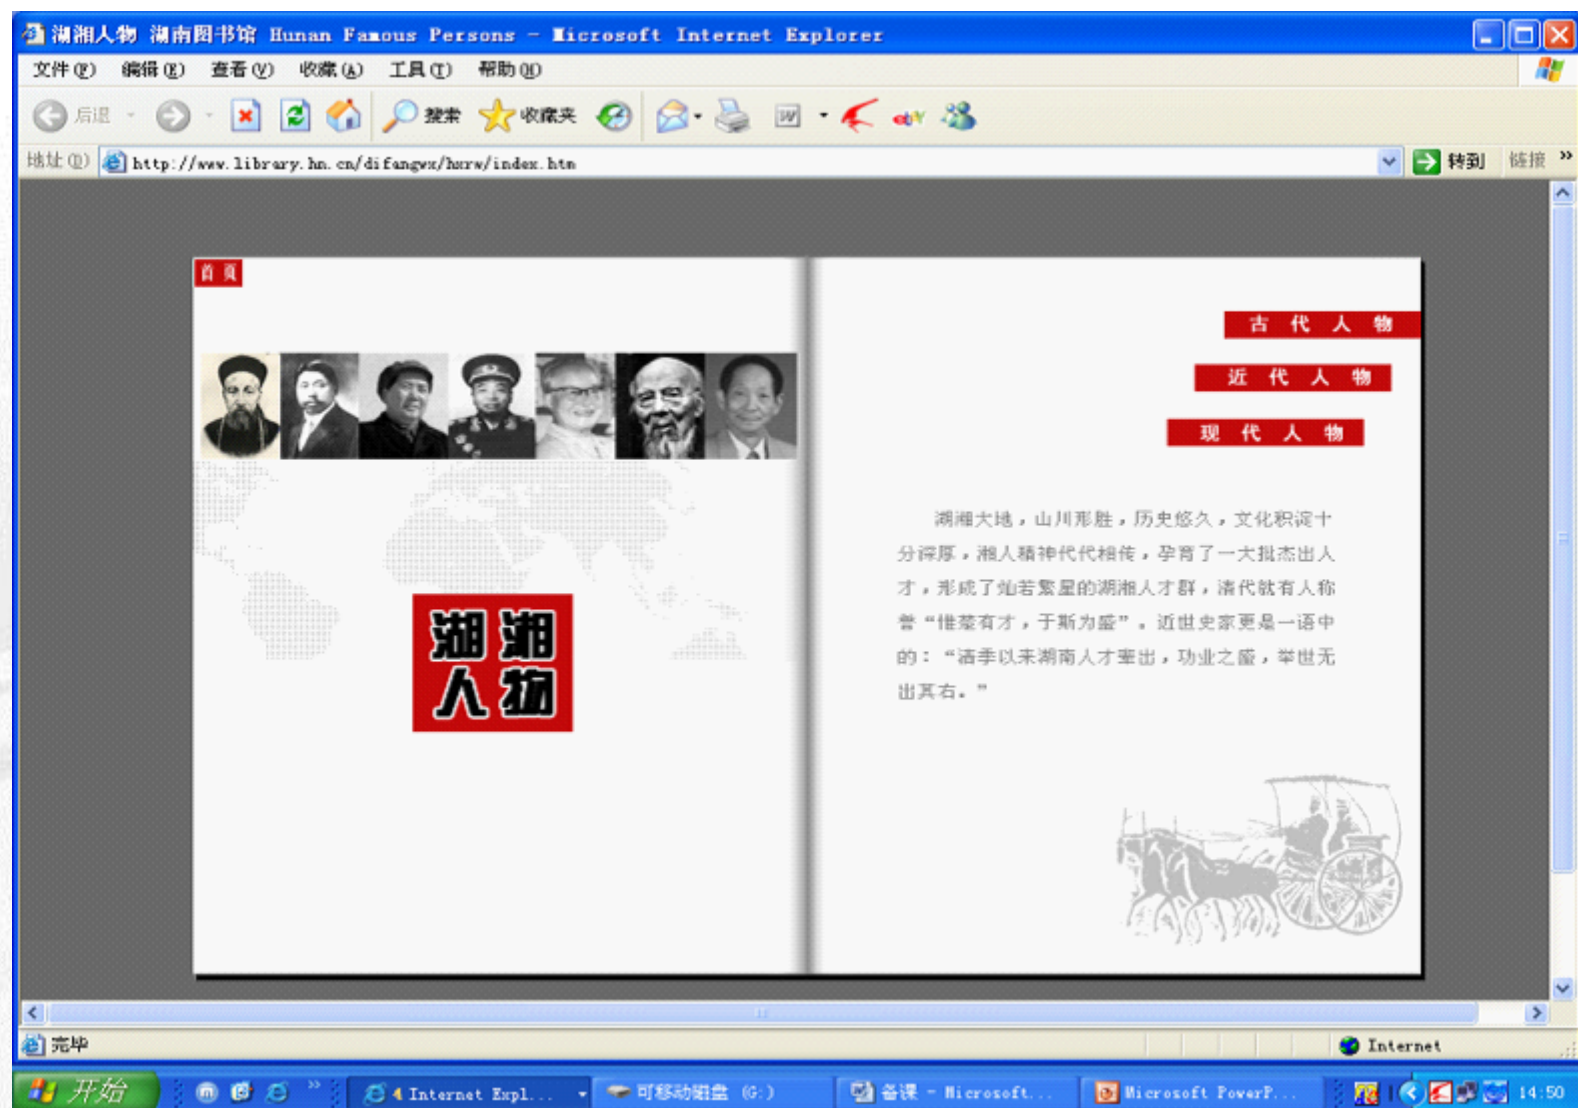 湖湘人物 湖南图书馆 Hunan Famous Persons - Microsoft Internet Explorer
文件(F) 编辑(E) 查看(V) 收藏(A) 工具(T) 帮助(H)
后退 搜索 收藏夹
地址(D) http://www.library.hn.cn/difangwx/hxrw/index.htm 转到 链接 »
首 頁
古 代 人 物
近 代 人 物
现 代 人 物
湖湘大地，山川形胜，历史悠久，文化积淀十
分深厚，湘人精神代代相传，孕育了一大批杰出人
才，形成了灿若繁星的湖湘人才群，清代就有人称
誉“惟楚有才，于斯为盛”。近世史家更是一语中
的：“清季以来湖南人才辈出，功业之盛，举世无
出其右。”
湖湘
人物
完毕 Internet
开始 4 Internet Expl... 可移动磁盘 (G:) 备课 - Microsoft... Microsoft PowerP... 14:50